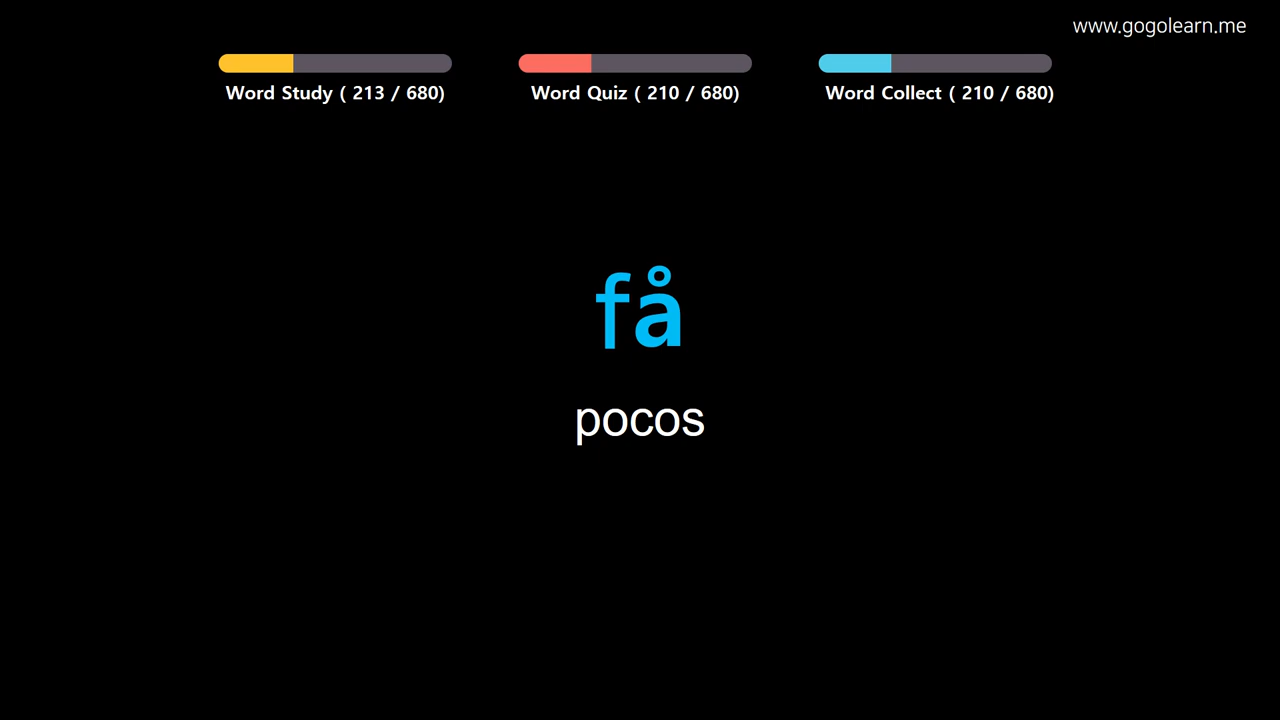 www.gogolearn.me
Word Study ( 213 / 680)
Word Quiz ( 210 / 680)
Word Collect ( 210 / 680)
få
pocos